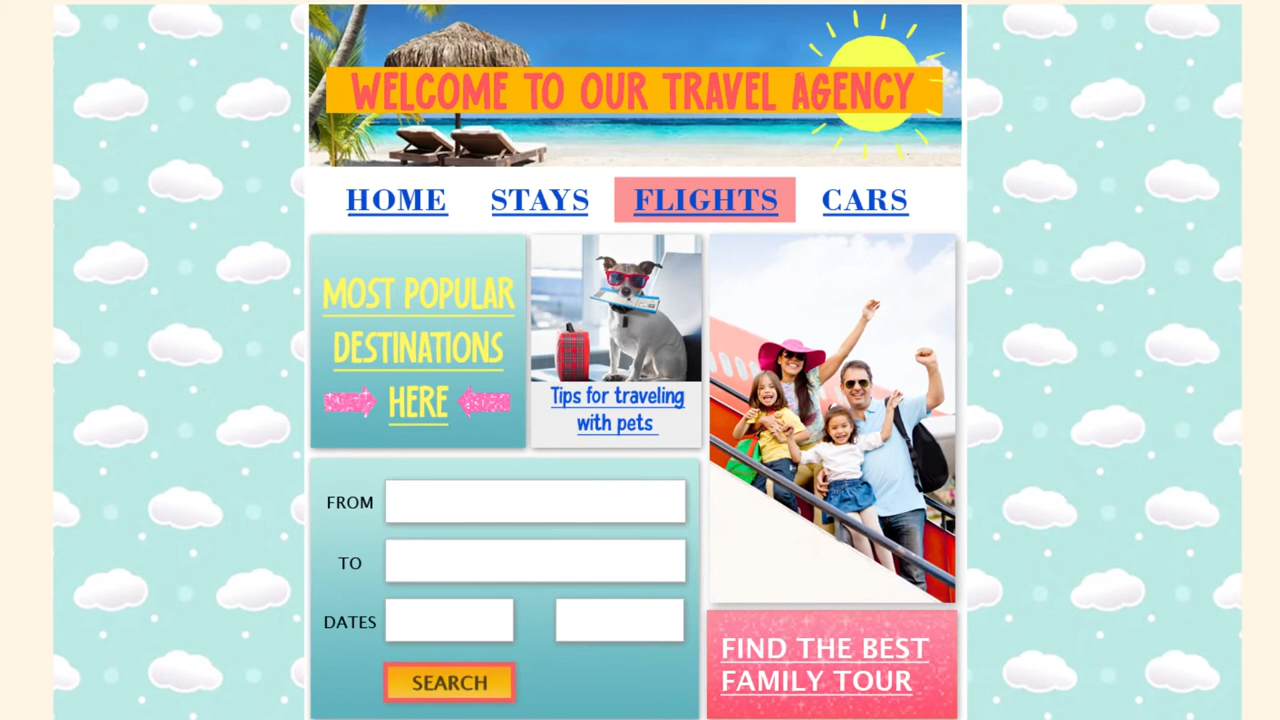 WELCOME TO OUR TRAVEL AGENCY
HOME STAYS FLIGHTS CARS
MOST POPULAR
DESTINATIONS
HERE
Tips for traveling
with pets
FROM
TO
DATES
SEARCH
FIND THE BEST
FAMILY TOUR